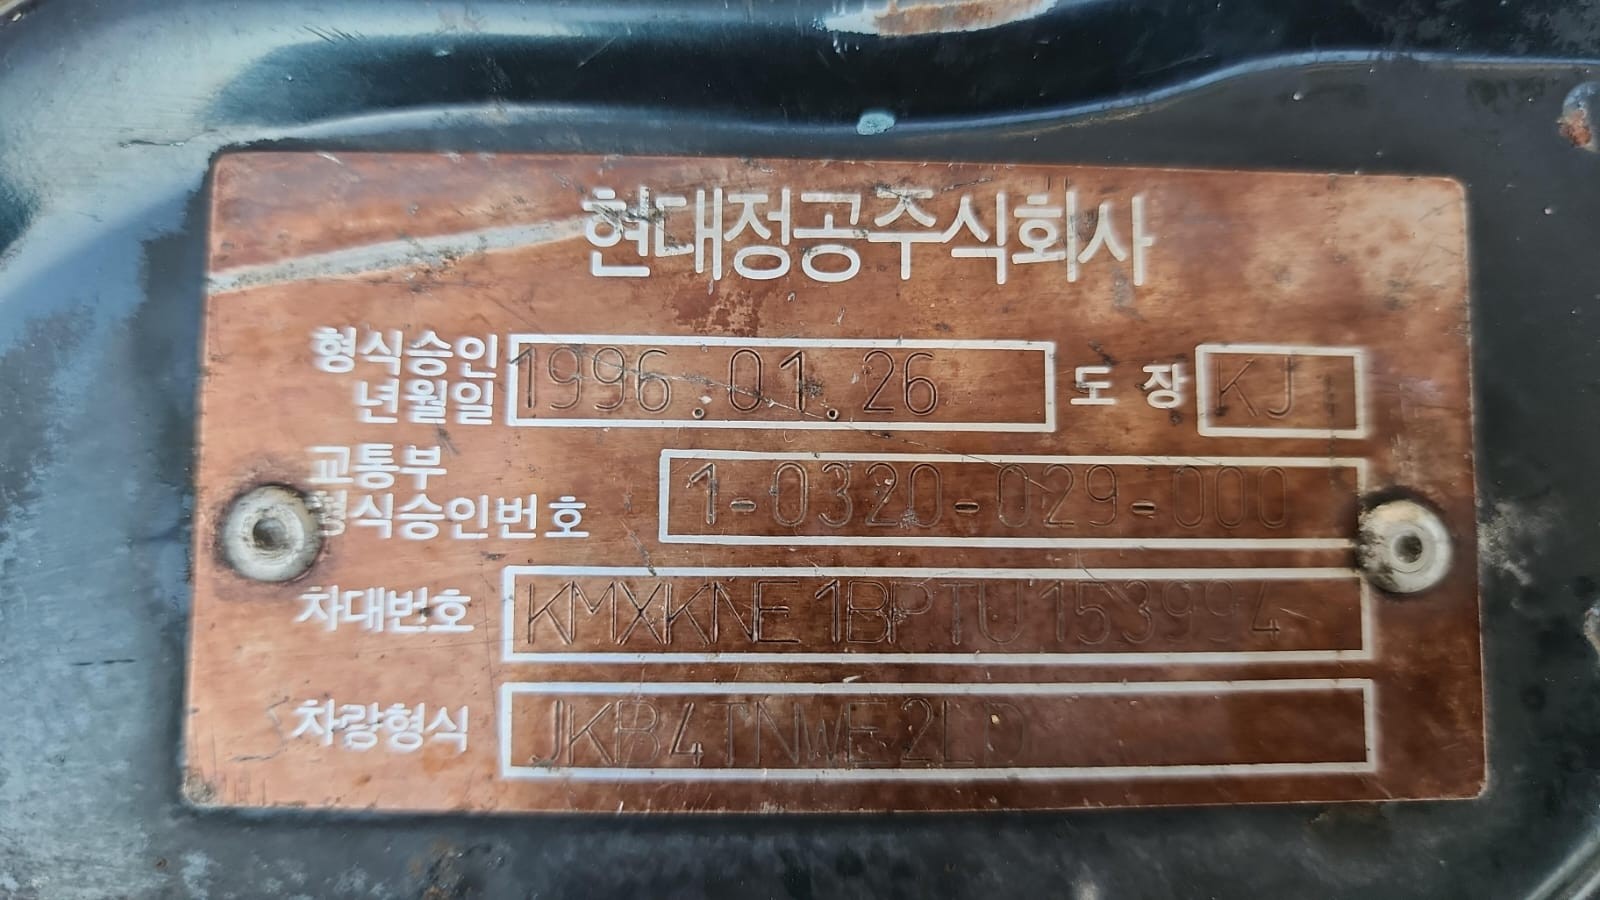 현대정공주식회사
형식승인
년월일 1996.01.26 도장 KJ
교통부
형식승인번호 1-0320-029-000
차대번호 KMXKNE1BPTU153994
차량형식 JKB4TNWE2LD